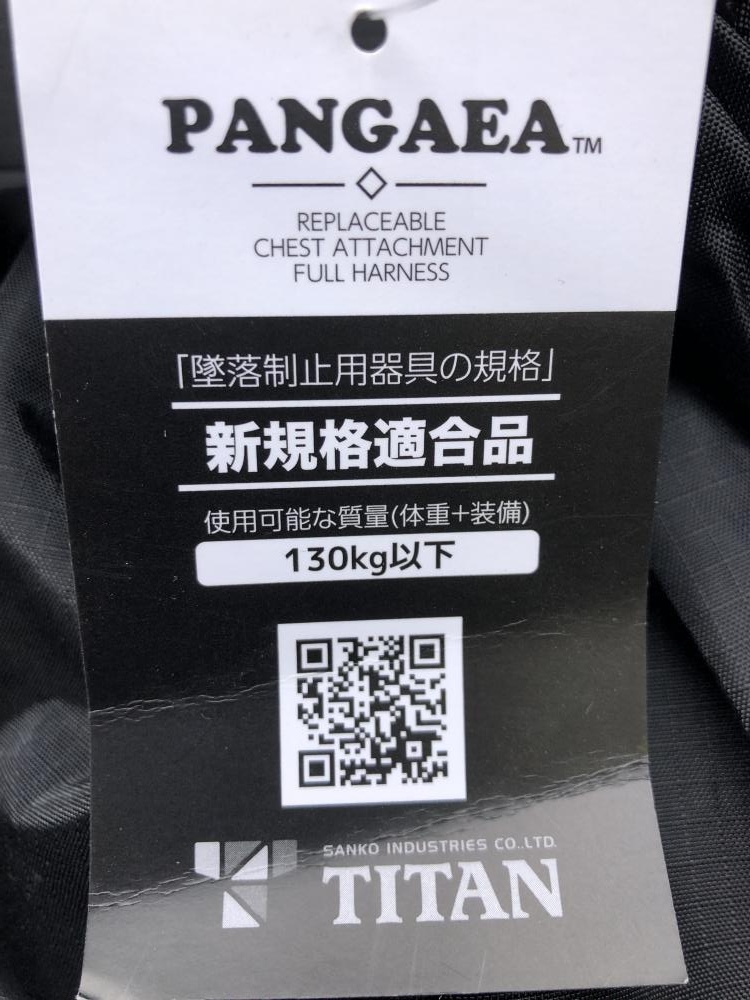 PANGAEA™
REPLACEABLE
CHEST ATTACHMENT
FULL HARNESS
「墜落制止用器具の規格」
新規格適合品
使用可能な質量(体重+装備)
130kg以下
SANKO INDUSTRIES CO.,LTD.
TITAN